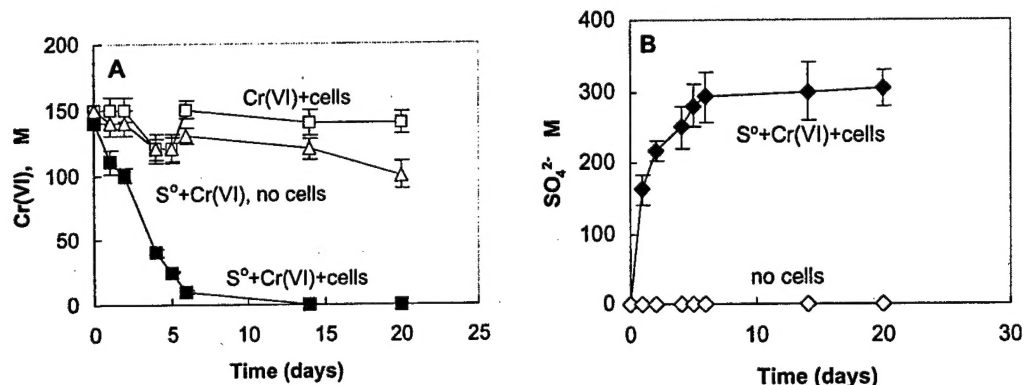 A
Cr(VI), M
200
150
100
50
0
Cr(VI)+cells
S°+Cr(VI), no cells
S°+Cr(VI)+cells
0 5 10 15 20 25
Time (days)
B
SO₄²⁻ M
400
300
200
100
0
S°+Cr(VI)+cells
no cells
0 10 20 30
Time (days)